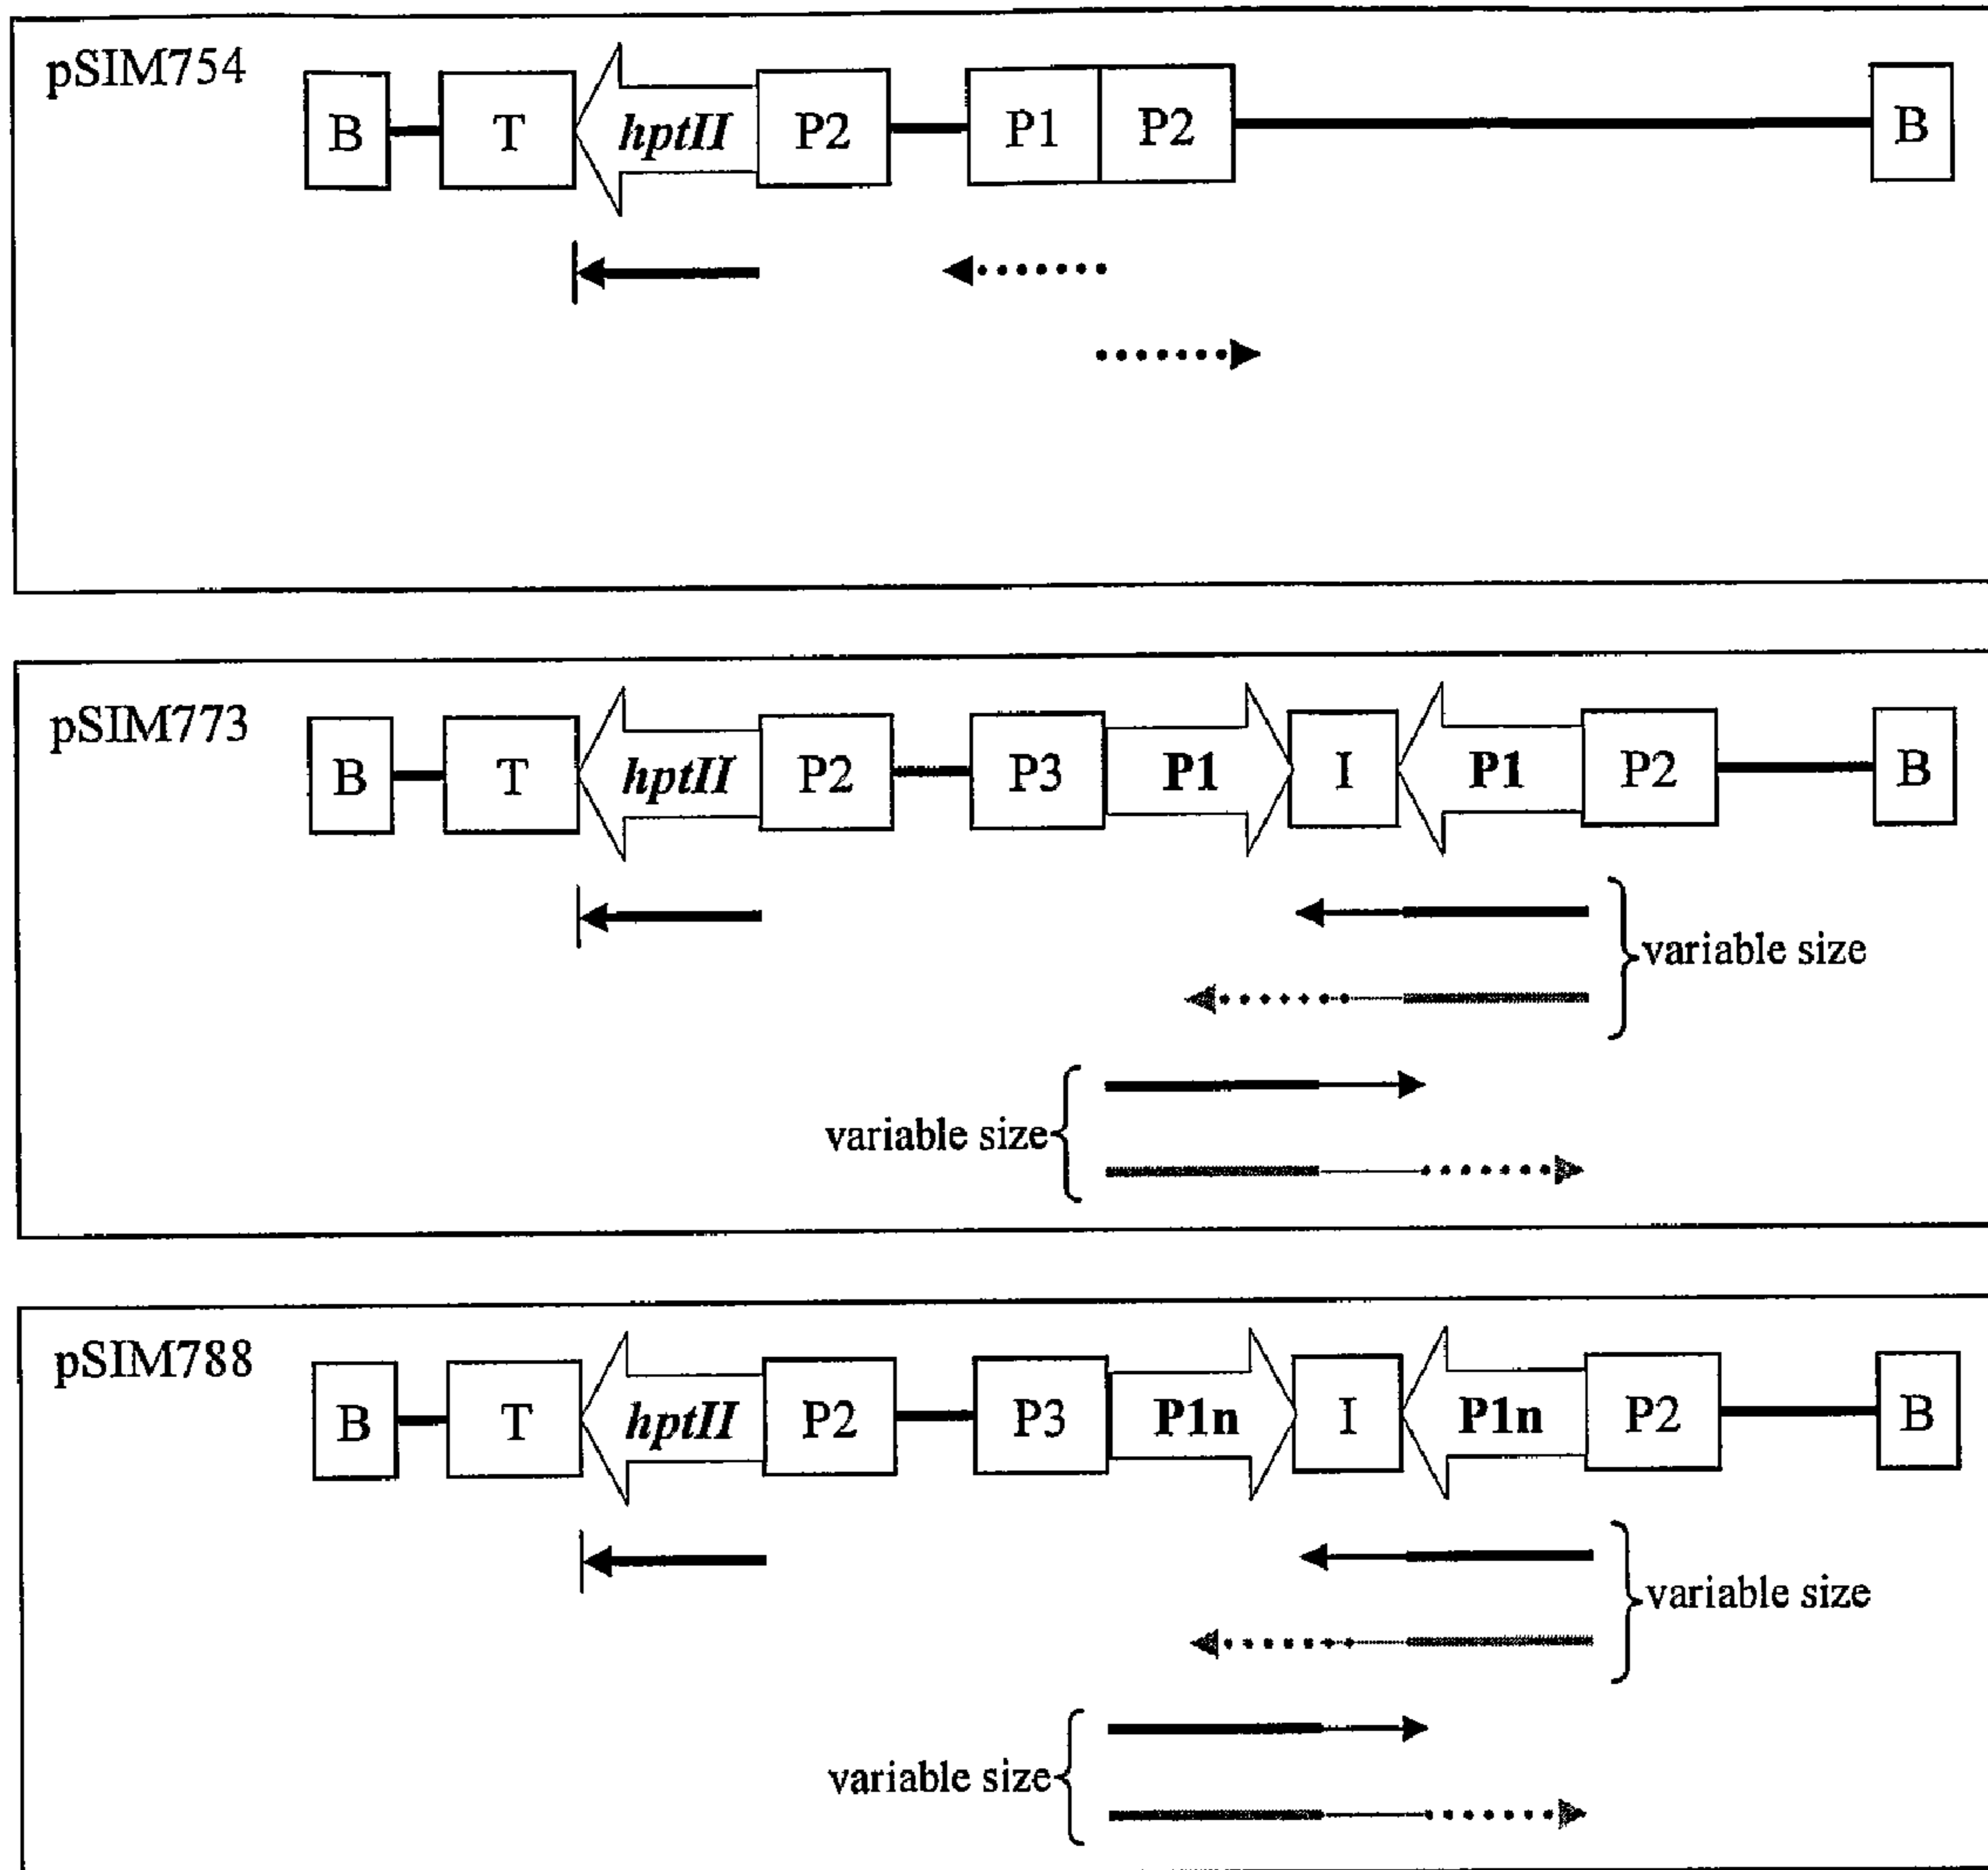 pSIM754
B T hptII P2 P1 P2 B
pSIM773
B T hptII P2 P3 P1 I P1 P2 B
variable size
variable size
pSIM788
B T hptII P2 P3 P1n I P1n P2 B
variable size
variable size